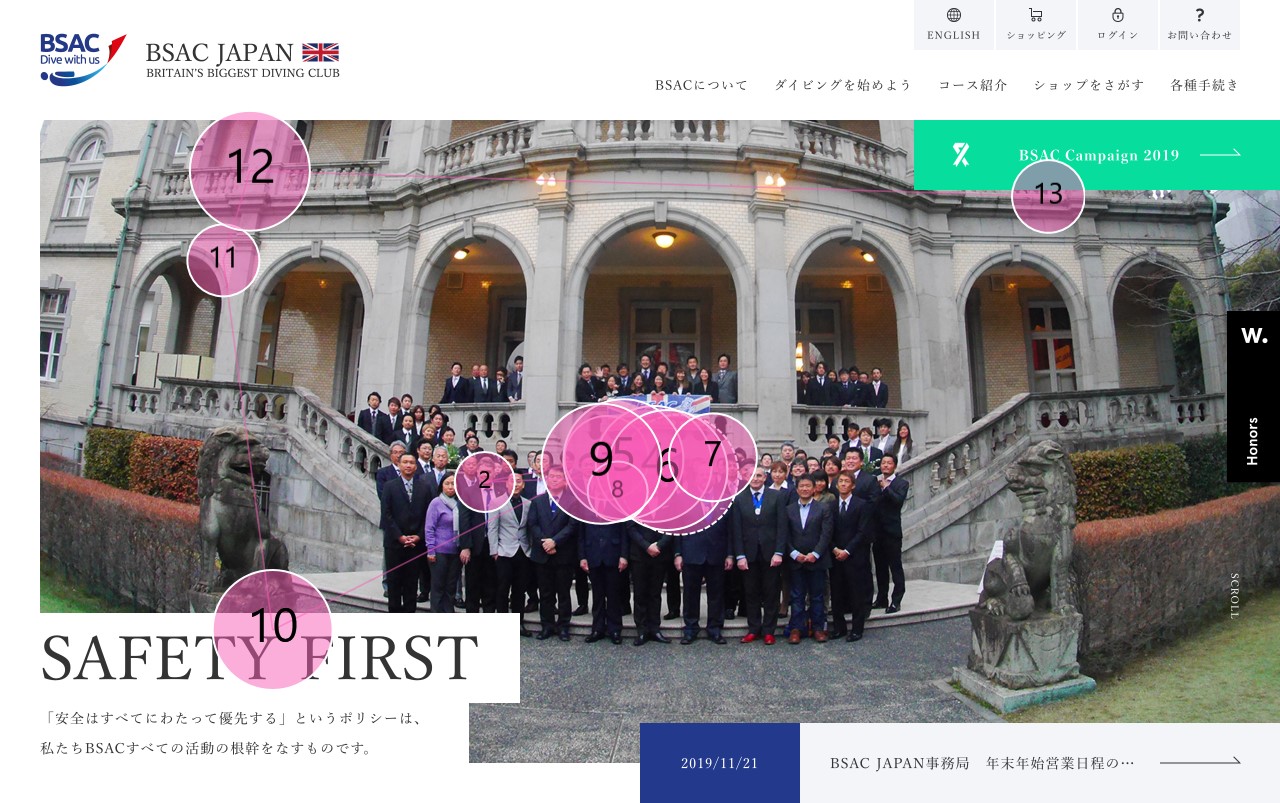 ENGLISH
ショッピング
ログイン
お問い合わせ
BSAC
Dive with us
BSAC JAPAN
BRITAIN'S BIGGEST DIVING CLUB
BSACについて
ダイビングを始めよう
コース紹介
ショップをさがす
各種手続き
BSAC Campaign 2019
12
13
11
W.
Honors
5
9
6
7
8
2
SCROLL
10
SAFETY FIRST
「安全はすべてにわたって優先する」というポリシーは、
私たちBSACすべての活動の根幹をなすものです。
2019/11/21
BSAC JAPAN事務局 年末年始営業日程の…